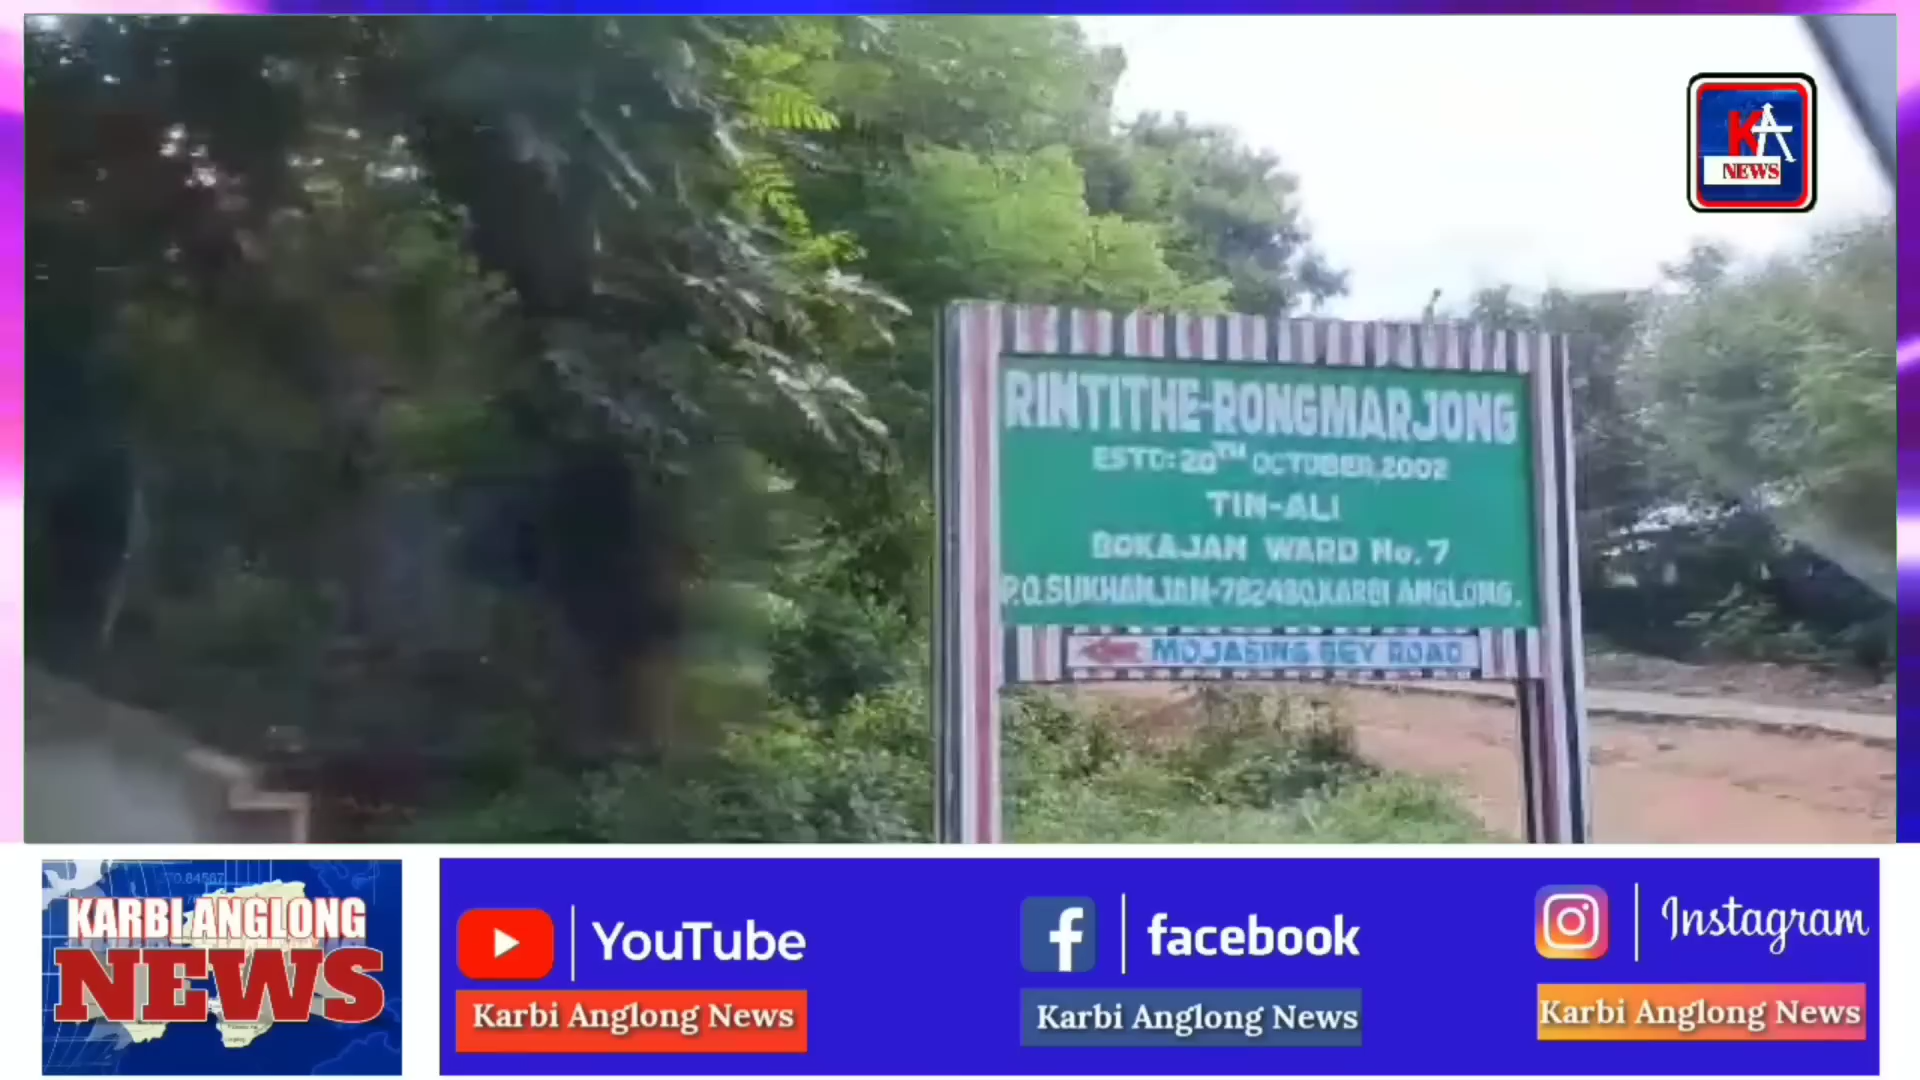 KA
NEWS
RINTITHE-RONGMARJONG
ESTD: 20TH OCTOBER, 2002
TIN-ALI
BOKAJAN WARD No. 7
P.O. SUKHANJAN-782480, KARBI ANGLONG.
MOJASING BEY ROAD
KARBI ANGLONG
NEWS
YouTube
Karbi Anglong News
facebook
Karbi Anglong News
Instagram
Karbi Anglong News